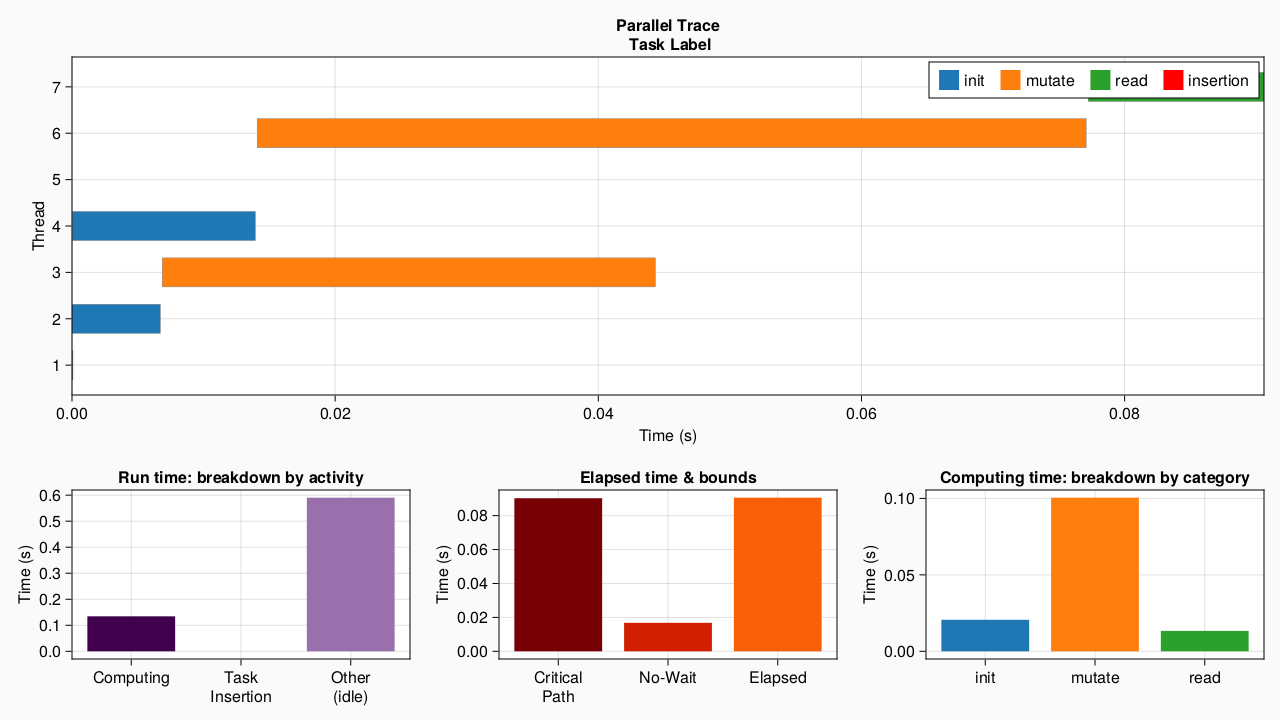 Parallel Trace
Task Label
init mutate read insertion
Thread
7
6
5
4
3
2
1
0.00 0.02 0.04 0.06 0.08
Time (s)
Run time: breakdown by activity
Time (s)
0.6
0.5
0.4
0.3
0.2
0.1
0.0
Computing Task Other
Insertion (idle)
Elapsed time & bounds
Time (s)
0.08
0.06
0.04
0.02
0.00
Critical No-Wait Elapsed
Path
Computing time: breakdown by category
Time (s)
0.10
0.05
0.00
init mutate read